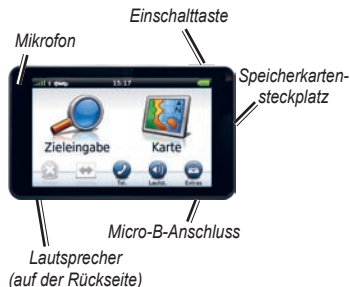 Einschalttaste
Mikrofon
Speicherkarten-
steckplatz
15:17
Zieleingabe
Karte
Tel.
Lautst.
Extras
Micro-B-Anschluss
Lautsprecher
(auf der Rückseite)